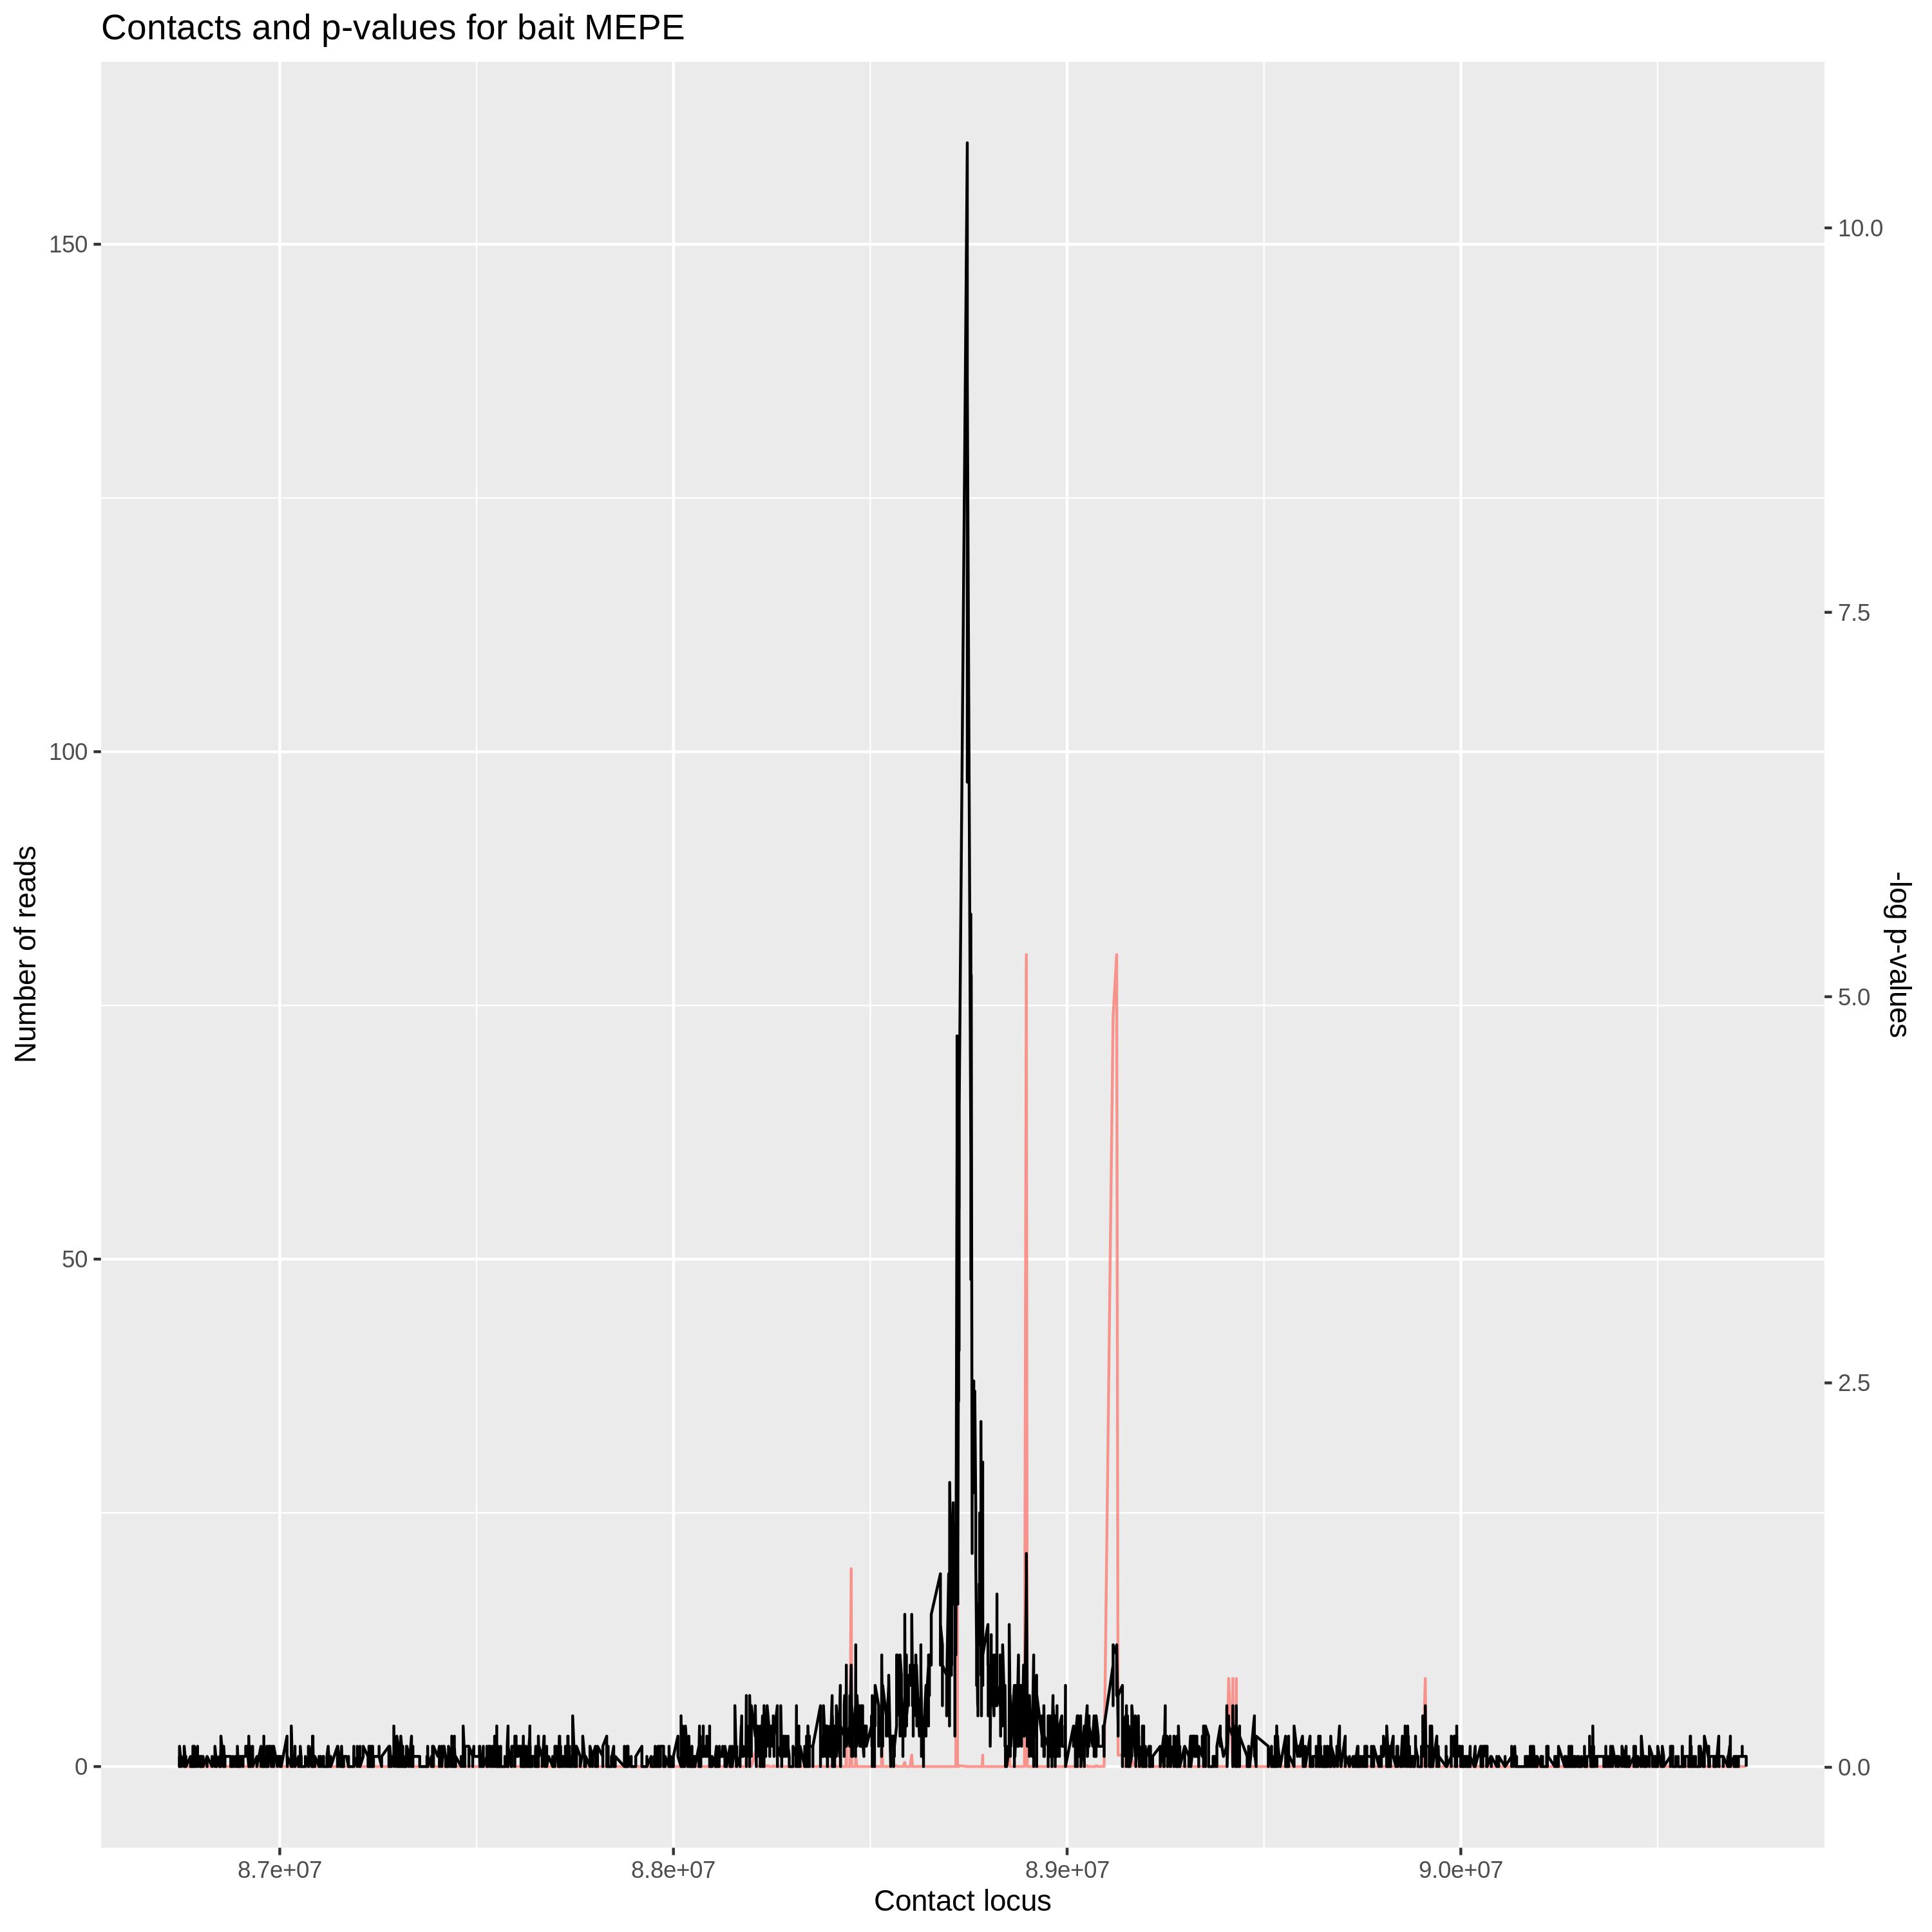 Contacts and p-values for bait MEPE
150
100
50
0
Number of reads
10.0
7.5
5.0
2.5
0.0
-log p-values
8.7e+07
8.8e+07
8.9e+07
9.0e+07
Contact locus